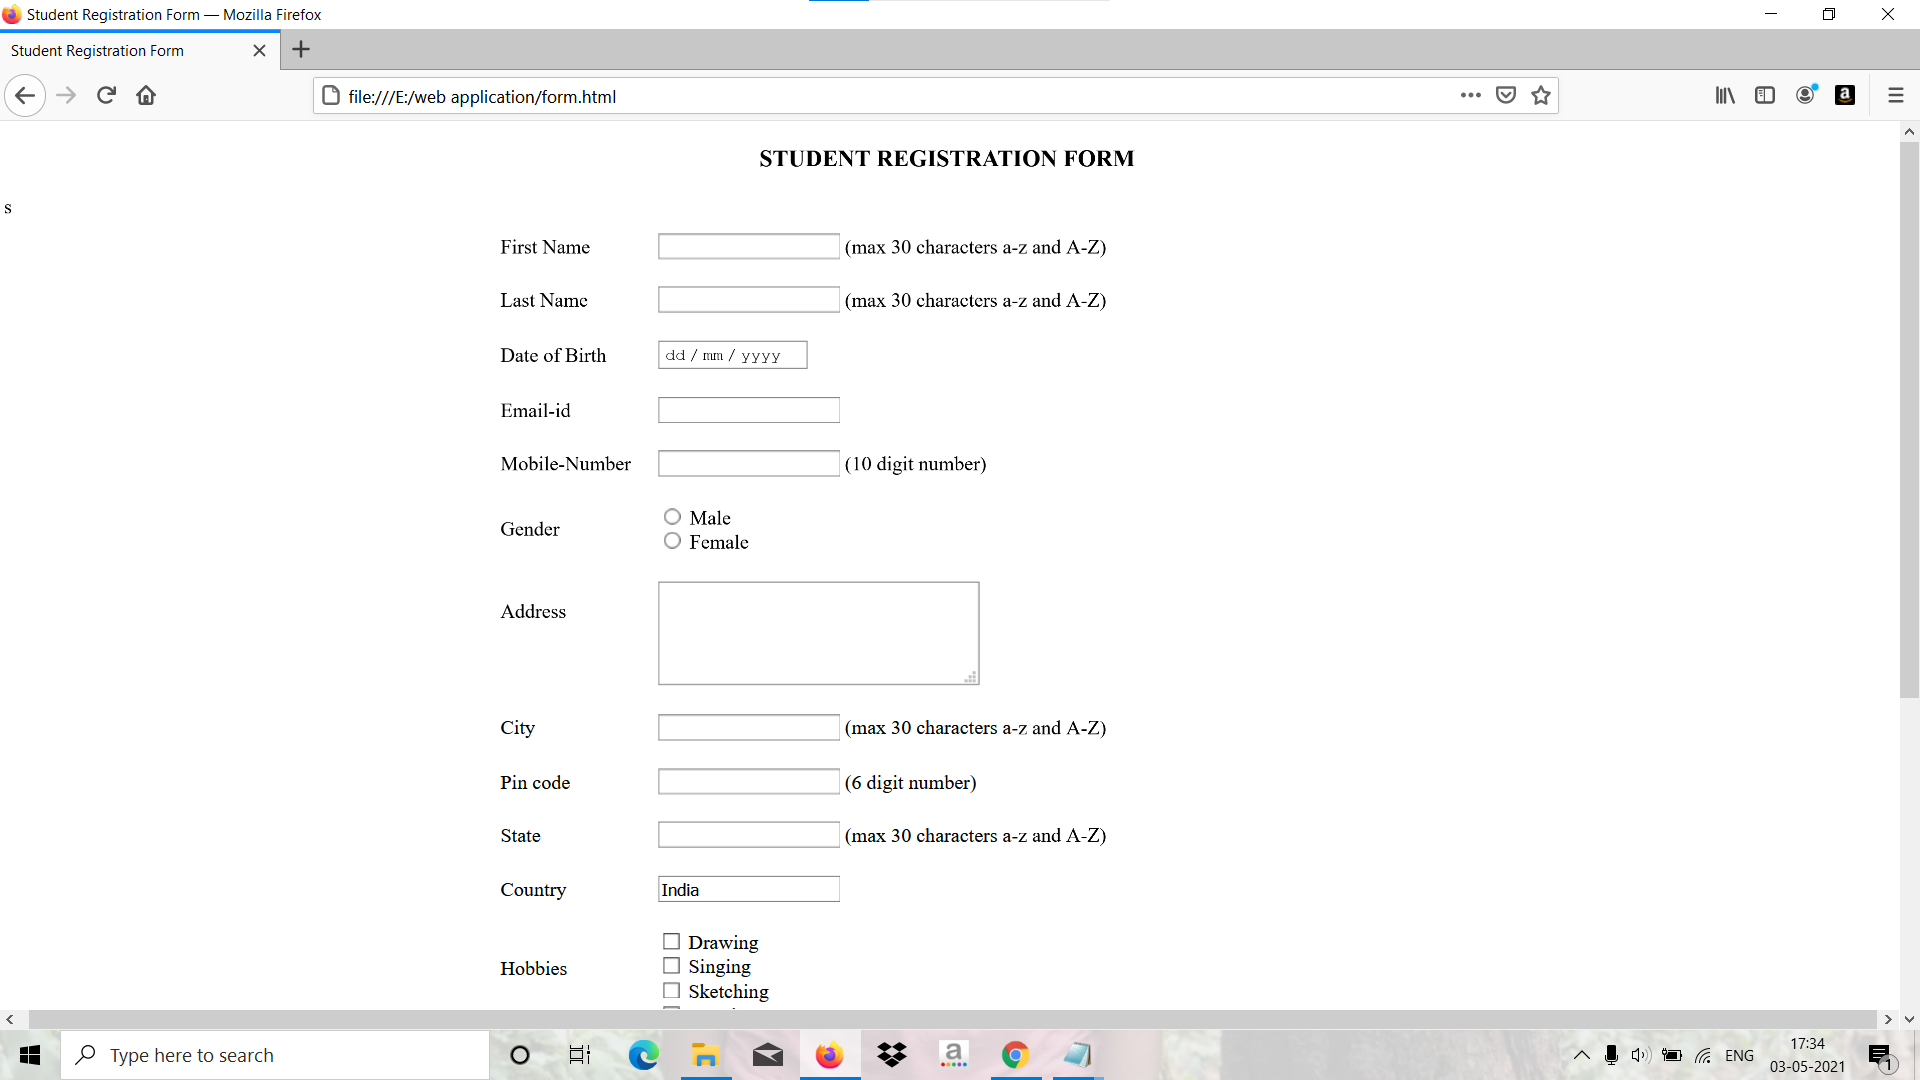 Student Registration Form — Mozilla Firefox
Student Registration Form
file:///E:/web application/form.html
STUDENT REGISTRATION FORM
s
First Name (max 30 characters a-z and A-Z)
Last Name (max 30 characters a-z and A-Z)
Date of Birth dd / mm / yyyy
Email-id
Mobile-Number (10 digit number)
Gender
Male
Female
Address
City (max 30 characters a-z and A-Z)
Pin code (6 digit number)
State (max 30 characters a-z and A-Z)
Country India
Hobbies
Drawing
Singing
Sketching
Type here to search
ENG
17:34
03-05-2021
1